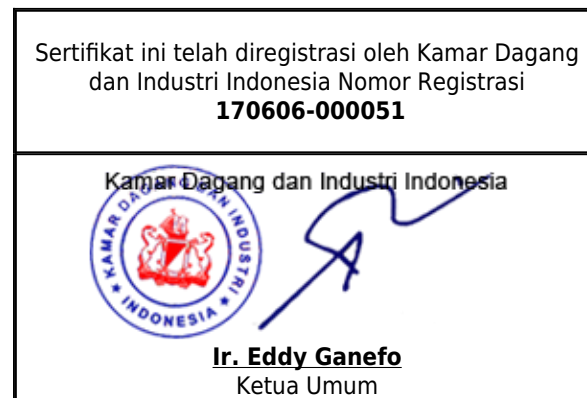 Sertifikat ini telah diregistrasi oleh Kamar Dagang
dan Industri Indonesia Nomor Registrasi
170606-000051
Kamar Dagang dan Industri Indonesia
KAMAR DAGANG DAN INDUSTRI
INDONESIA
Ir. Eddy Ganefo
Ketua Umum